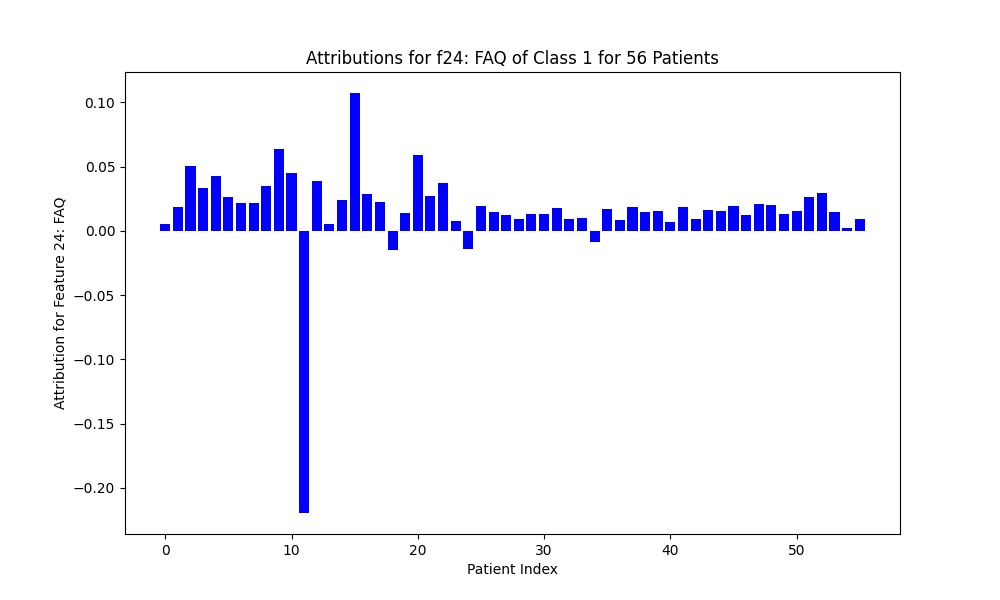 Attributions for f24: FAQ of Class 1 for 56 Patients
Attribution for Feature 24: FAQ
0.10
0.05
0.00
−0.05
−0.10
−0.15
−0.20
0 10 20 30 40 50
Patient Index